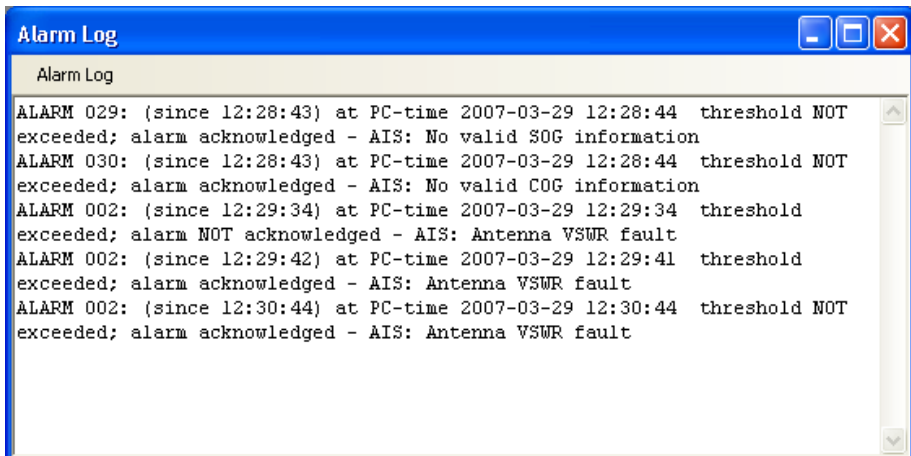 Alarm Log
Alarm Log
ALARM 029: (since 12:28:43) at PC-time 2007-03-29 12:28:44  threshold NOT
exceeded; alarm acknowledged - AIS: No valid SOG information
ALARM 030: (since 12:28:43) at PC-time 2007-03-29 12:28:44  threshold NOT
exceeded; alarm acknowledged - AIS: No valid COG information
ALARM 002: (since 12:29:34) at PC-time 2007-03-29 12:29:34  threshold
exceeded; alarm NOT acknowledged - AIS: Antenna VSWR fault
ALARM 002: (since 12:29:42) at PC-time 2007-03-29 12:29:41  threshold
exceeded; alarm acknowledged - AIS: Antenna VSWR fault
ALARM 002: (since 12:30:44) at PC-time 2007-03-29 12:30:44  threshold NOT
exceeded; alarm acknowledged - AIS: Antenna VSWR fault